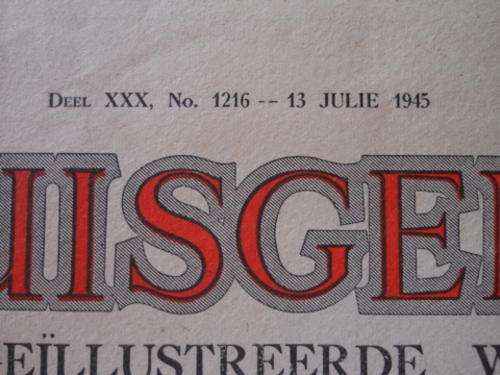 DEEL XXX, No. 1216 -- 13 JULIE 1945
UISGE
GEÏLLUSTREERDE